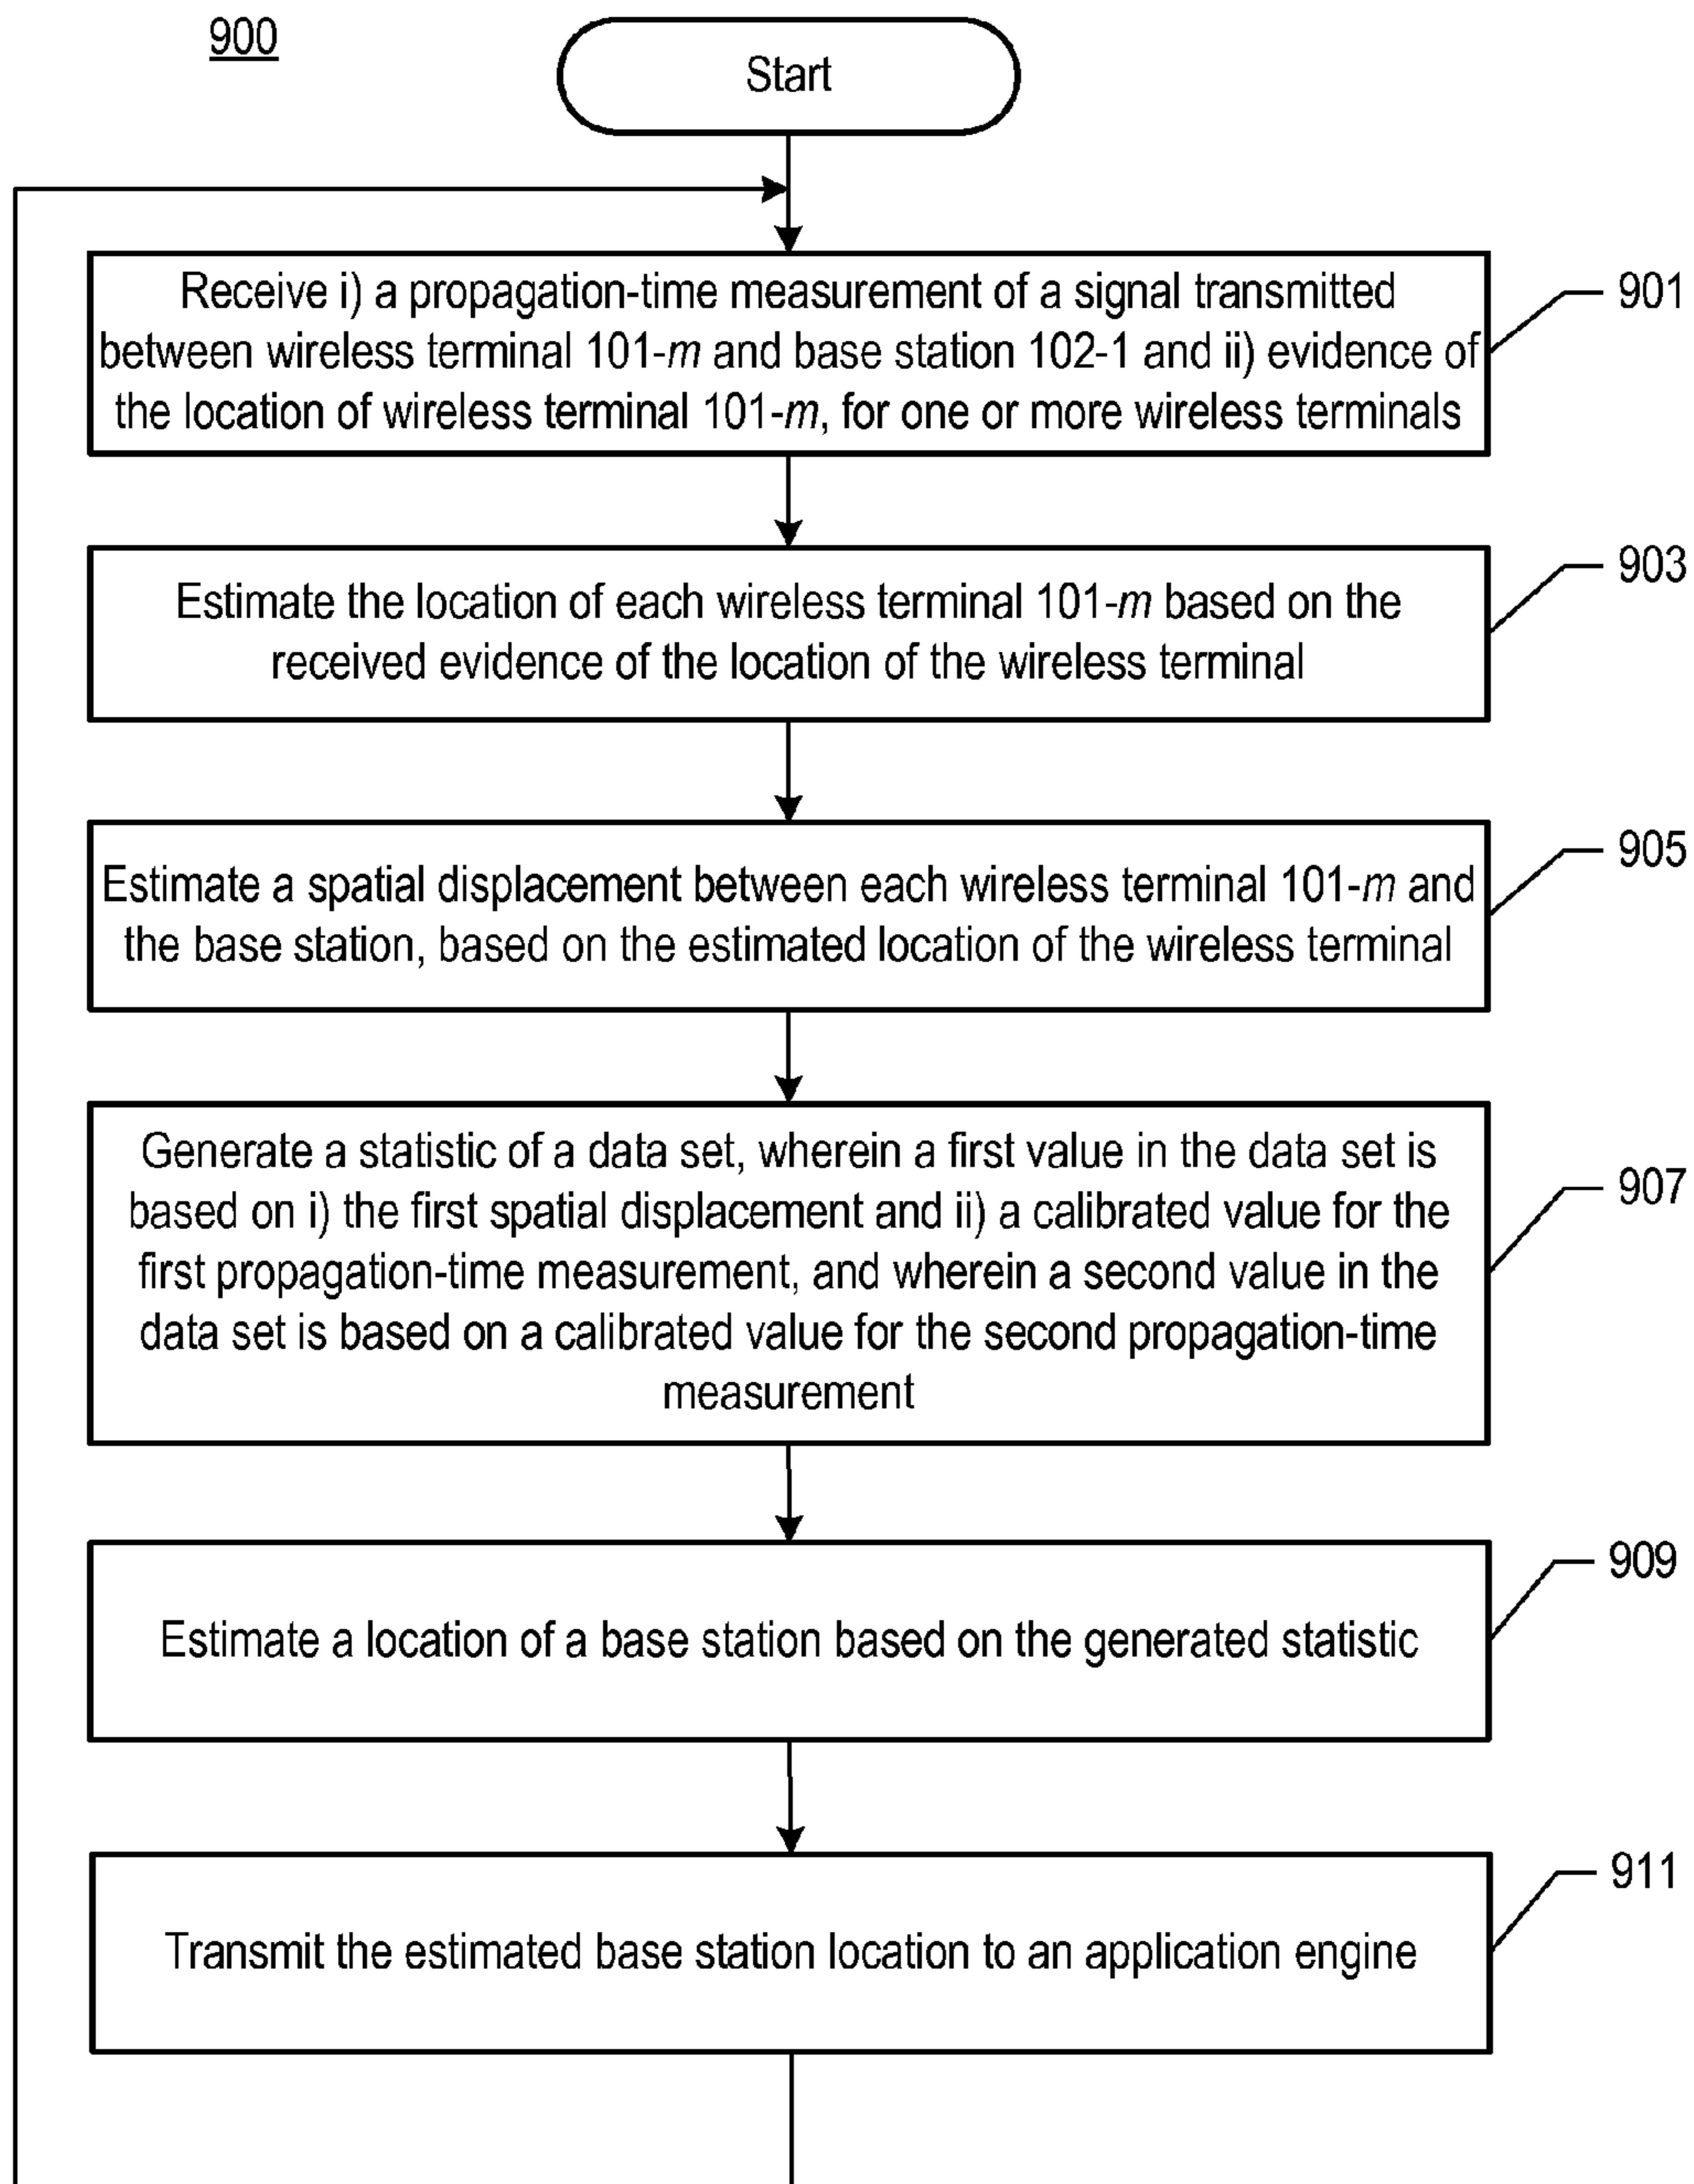 900
Start
Receive i) a propagation-time measurement of a signal transmitted
between wireless terminal 101-m and base station 102-1 and ii) evidence of
the location of wireless terminal 101-m, for one or more wireless terminals
901
Estimate the location of each wireless terminal 101-m based on the
received evidence of the location of the wireless terminal
903
Estimate a spatial displacement between each wireless terminal 101-m and
the base station, based on the estimated location of the wireless terminal
905
Generate a statistic of a data set, wherein a first value in the data set is
based on i) the first spatial displacement and ii) a calibrated value for the
first propagation-time measurement, and wherein a second value in the
data set is based on a calibrated value for the second propagation-time
measurement
907
Estimate a location of a base station based on the generated statistic
909
Transmit the estimated base station location to an application engine
911